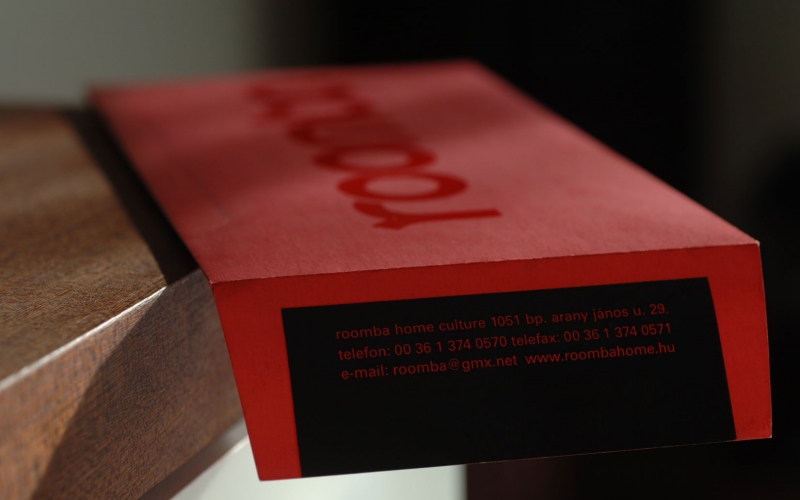 roomba
roomba home culture 1051 bp. arany jános u. 29.
telefon: 00 36 1 374 0570 telefax: 00 36 1 374 0571
e-mail: roomba@gmx.net www.roombahome.hu